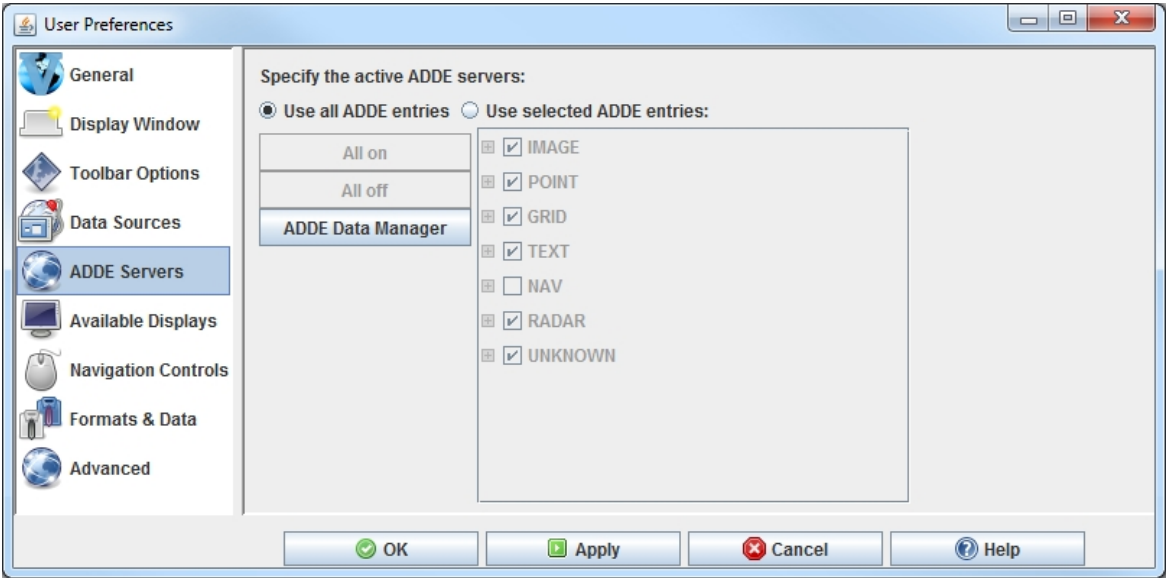 User Preferences
General
Display Window
Toolbar Options
Data Sources
ADDE Servers
Available Displays
Navigation Controls
Formats & Data
Advanced
Specify the active ADDE servers:
Use all ADDE entries Use selected ADDE entries:
All on
All off
ADDE Data Manager
IMAGE
POINT
GRID
TEXT
NAV
RADAR
UNKNOWN
OK Apply Cancel Help